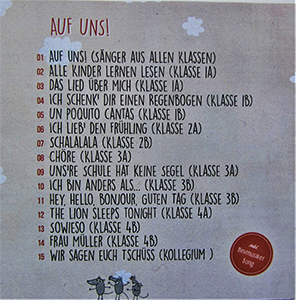 AUF UNS!
01 AUF UNS! (SÄNGER AUS ALLEN KLASSEN)
02 ALLE KINDER LERNEN LESEN (KLASSE 1A)
03 DAS LIED ÜBER MICH (KLASSE 1A)
04 ICH SCHENK' DIR EINEN REGENBOGEN (KLASSE 1B)
05 UN POQUITO CANTAS (KLASSE 1B)
06 ICH LIEB' DEN FRÜHLING (KLASSE 2A)
07 SCHALALALA (KLASSE 2B)
08 CHÖRE (KLASSE 3A)
09 UNS'RE SCHULE HAT KEINE SEGEL (KLASSE 3A)
10 ICH BIN ANDERS ALS... (KLASSE 3B)
11 HEY, HELLO, BONJOUR, GUTEN TAG (KLASSE 3B)
12 THE LION SLEEPS TONIGHT (KLASSE 4A)
13 SOWIESO (KLASSE 4B)
14 FRAU MÜLLER (KLASSE 4B)
15 WIR SAGEN EUCH TSCHÜSS (KOLLEGIUM )
inkl.
Song